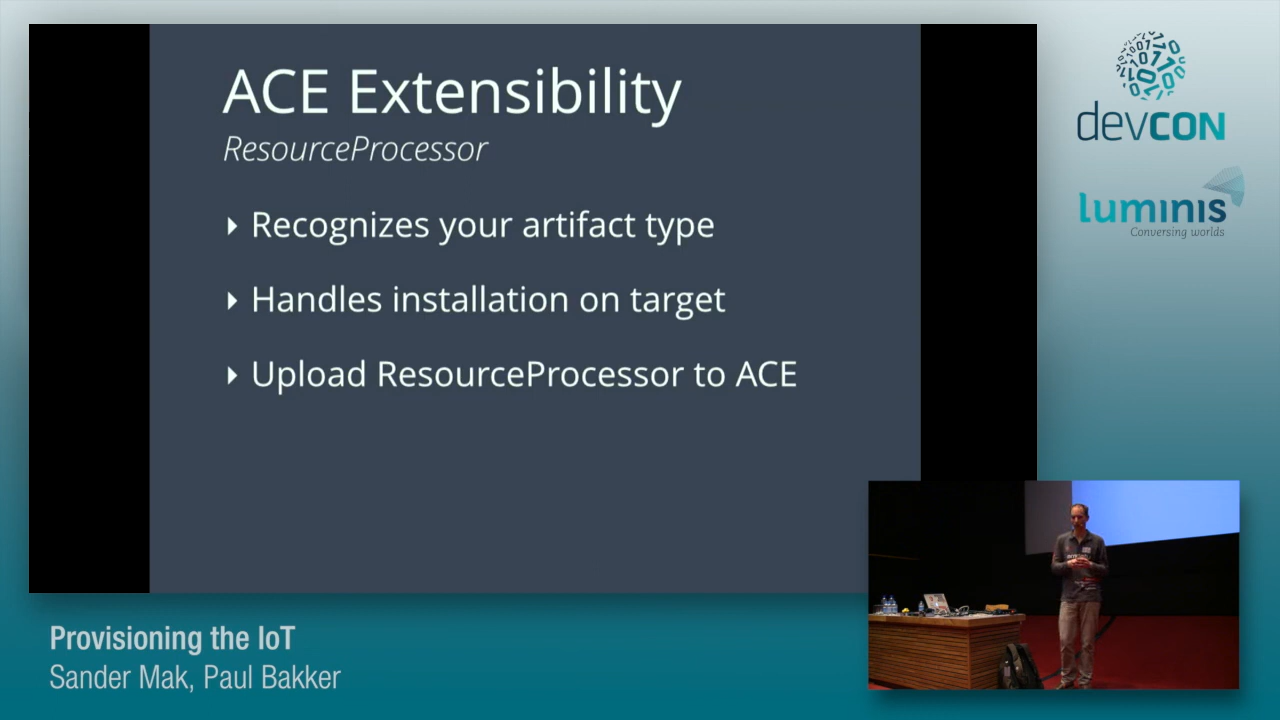 ACE Extensibility
ResourceProcessor
Recognizes your artifact type
Handles installation on target
Upload ResourceProcessor to ACE
devcon
luminis
Conversing worlds
Provisioning the IoT
Sander Mak, Paul Bakker